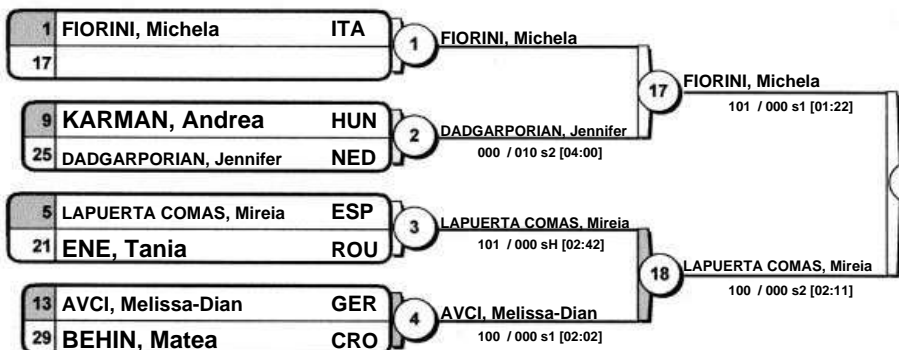 1 FIORINI, Michela ITA
17
1 FIORINI, Michela
9 KARMAN, Andrea HUN
25 DADGARPORIAN, Jennifer NED
2 DADGARPORIAN, Jennifer
000 / 010 s2 [04:00]
17 FIORINI, Michela
101 / 000 s1 [01:22]
5 LAPUERTA COMAS, Mireia ESP
21 ENE, Tania ROU
3 LAPUERTA COMAS, Mireia
101 / 000 sH [02:42]
13 AVCI, Melissa-Dian GER
29 BEHIN, Matea CRO
4 AVCI, Melissa-Dian
100 / 000 s1 [02:02]
18 LAPUERTA COMAS, Mireia
100 / 000 s2 [02:11]